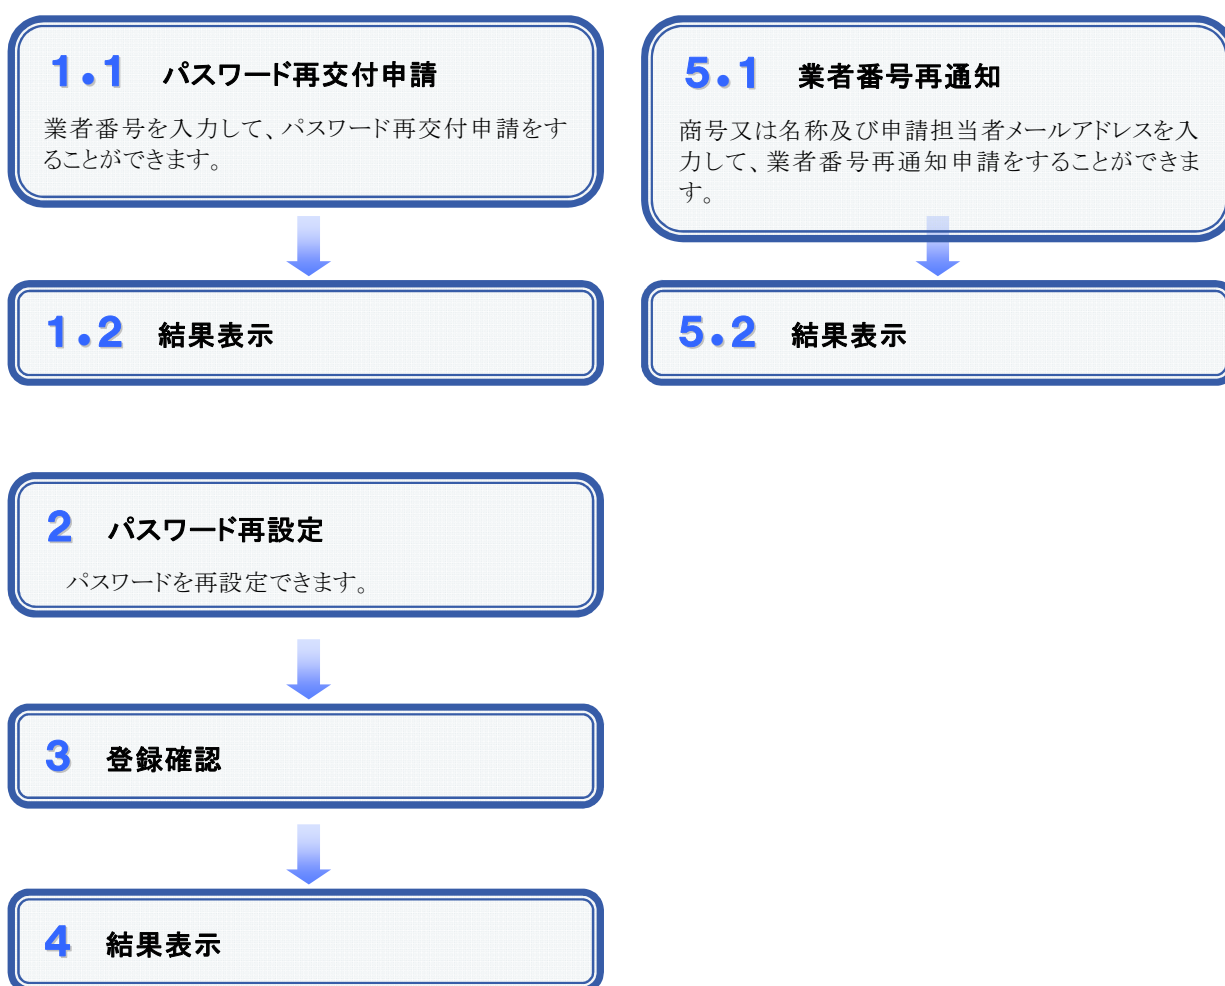 1.1 パスワード再交付申請
業者番号を入力して、パスワード再交付申請をす
ることができます。
1.2 結果表示
5.1 業者番号再通知
商号又は名称及び申請担当者メールアドレスを入
力して、業者番号再通知申請をすることができま
す。
5.2 結果表示
2 パスワード再設定
パスワードを再設定できます。
3 登録確認
4 結果表示